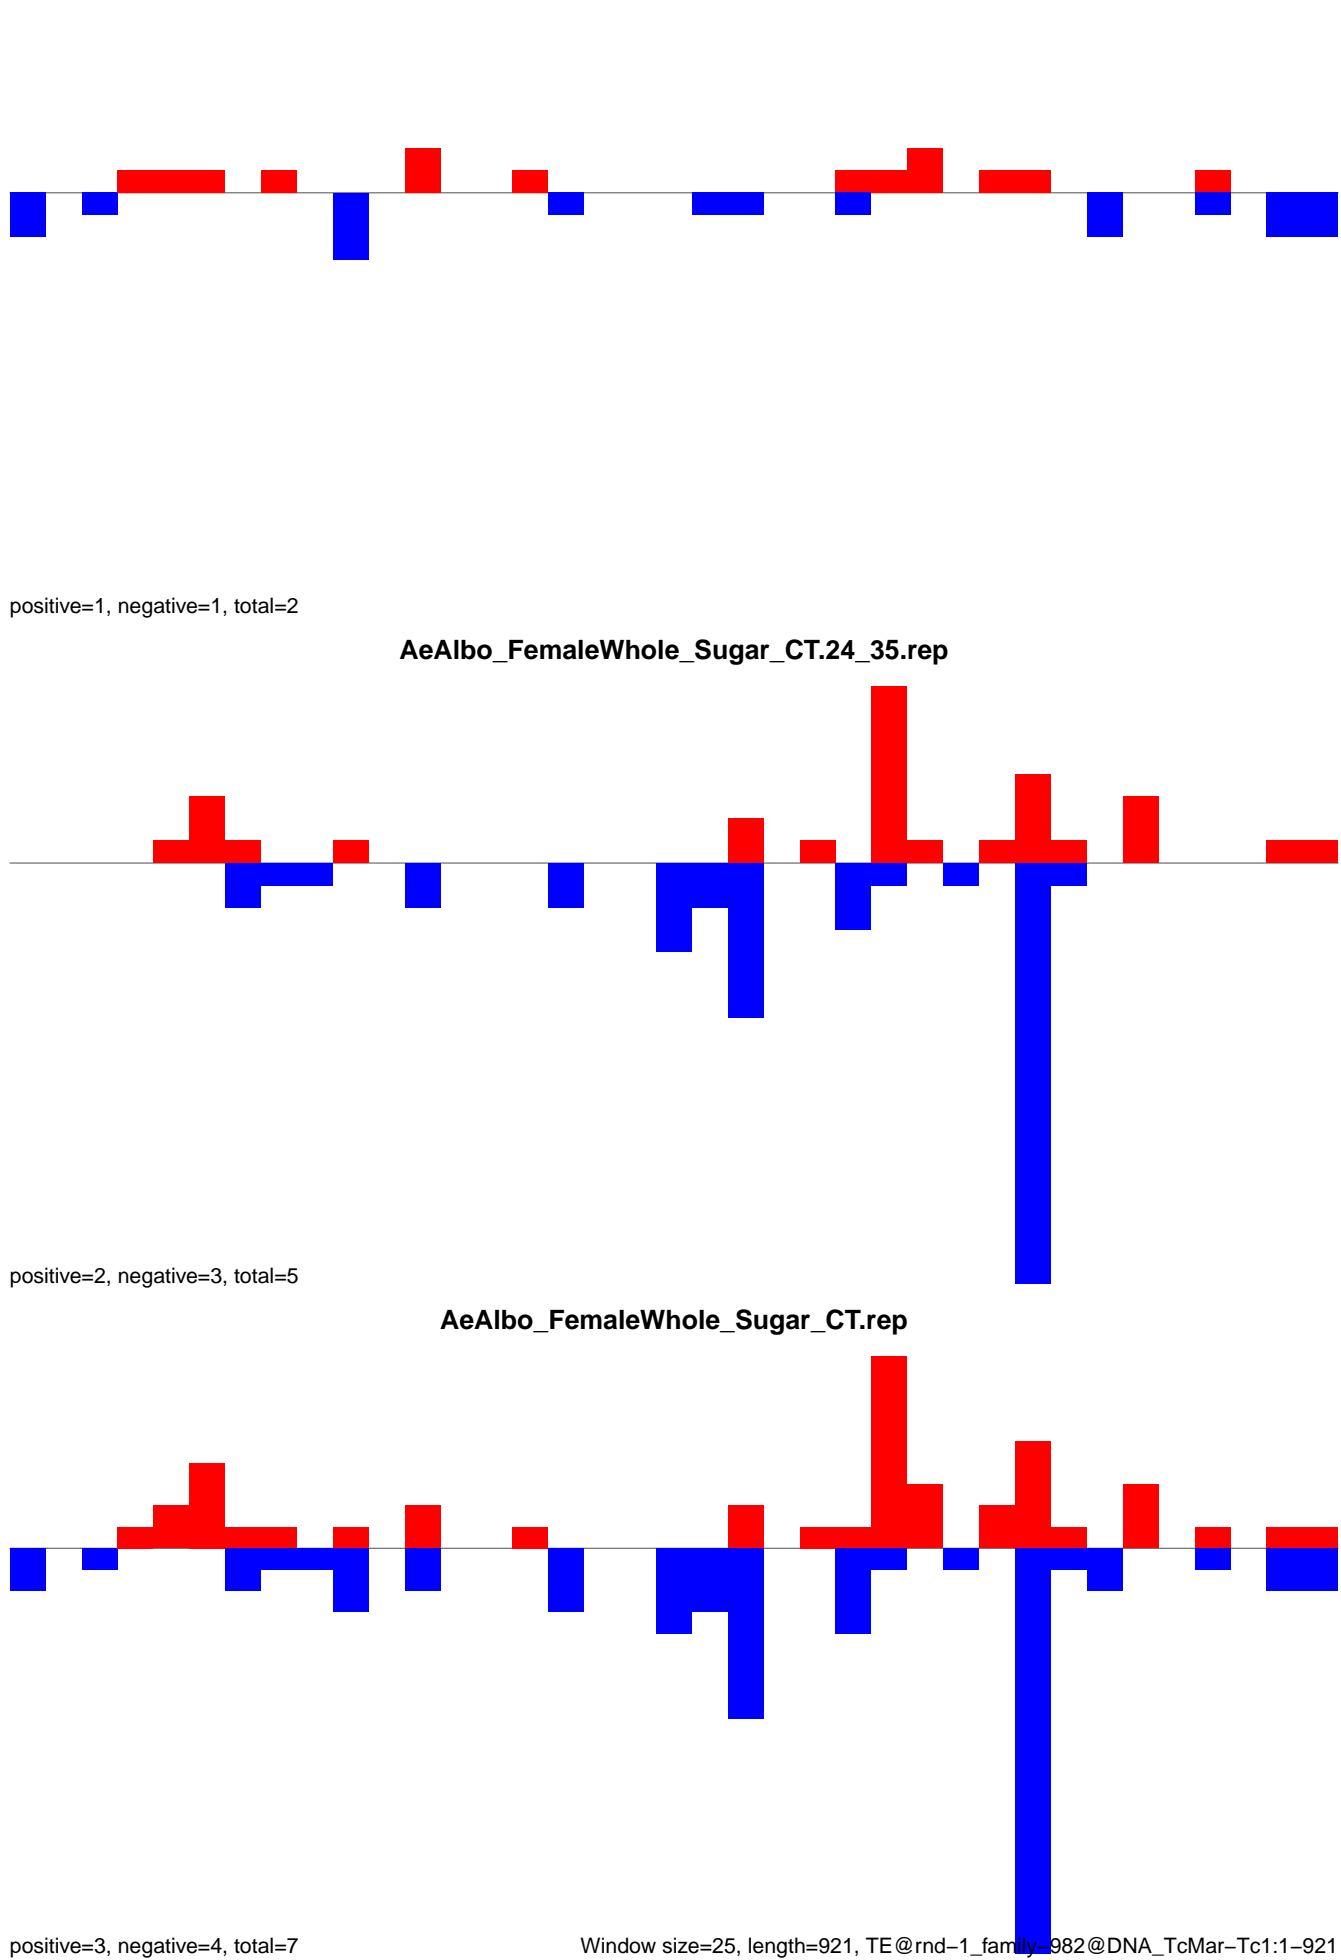 positive=1, negative=1, total=2
AeAlbo_FemaleWhole_Sugar_CT.24_35.rep
positive=2, negative=3, total=5
AeAlbo_FemaleWhole_Sugar_CT.rep
positive=3, negative=4, total=7
Window size=25, length=921, TE@rnd−1_family−982@DNA_TcMar−Tc1:1−921